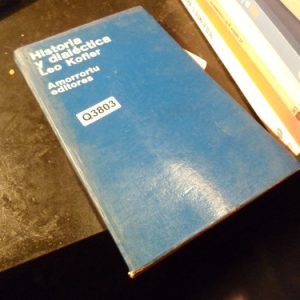 Historia
y dialéctica
Leo Kofler
Amorrortu
editores
Q3803